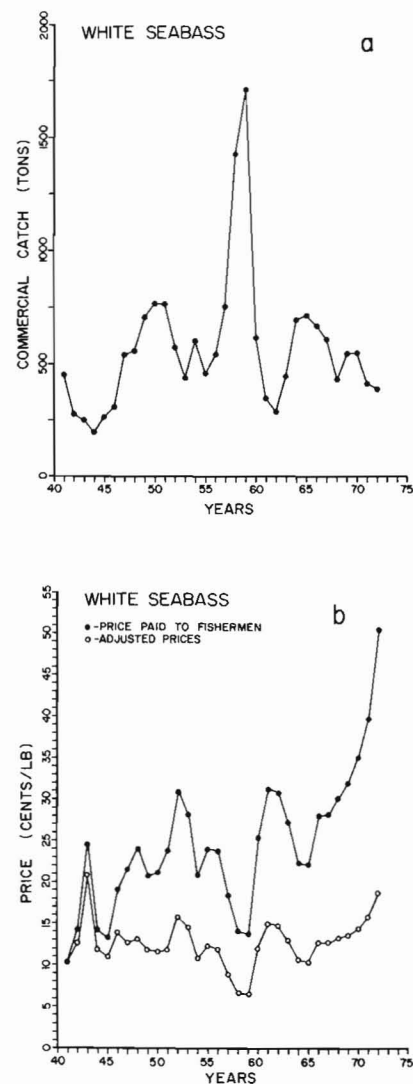 WHITE SEABASS a
2000
1500
1000
500
0
COMMERCIAL CATCH (TONS)
40 45 50 55 60 65 70 75
YEARS
WHITE SEABASS b
●-PRICE PAID TO FISHERMEN
○-ADJUSTED PRICES
55
50
45
40
35
30
25
20
15
10
5
0
PRICE (CENTS/LB)
40 45 50 55 60 65 70 75
YEARS